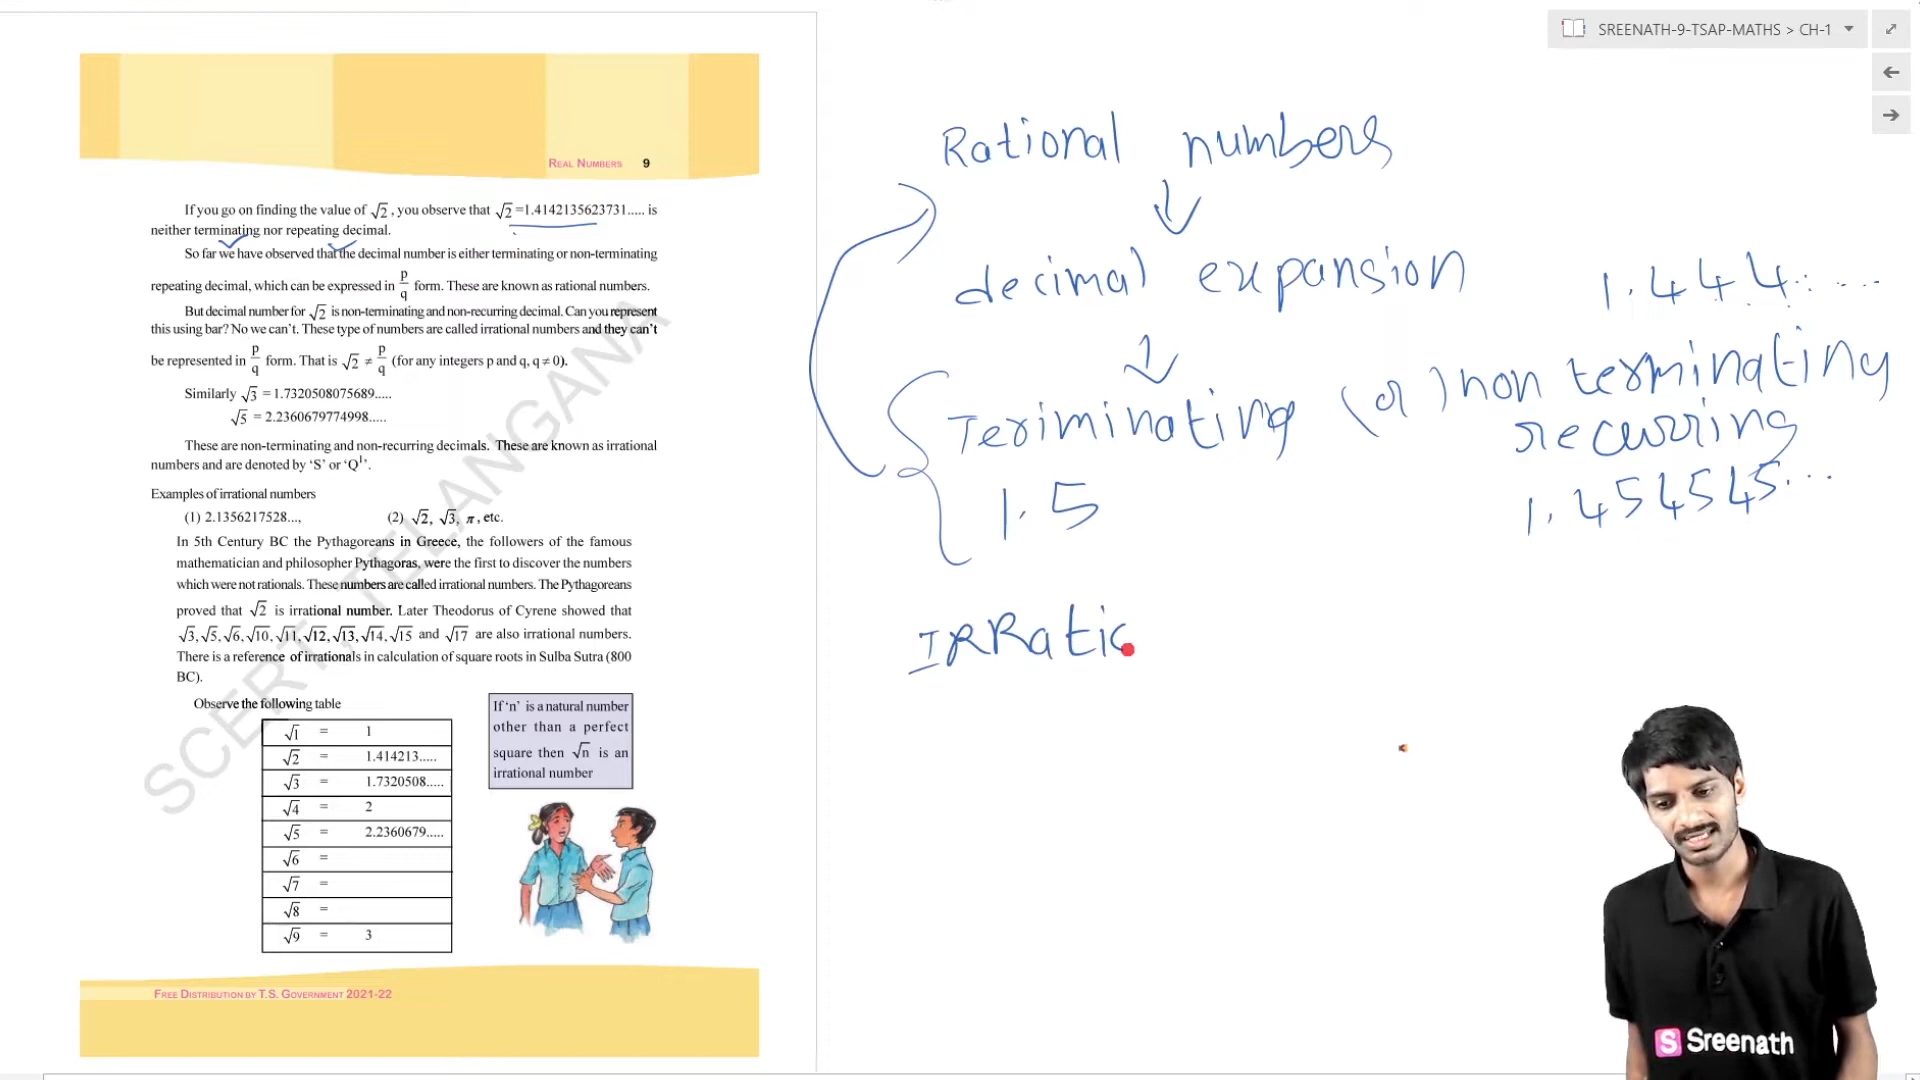 SREENATH-9-TSAP-MATHS > CH-1
REAL NUMBERS 9
If you go on finding the value of √2, you observe that √2 =1.4142135623731..... is
neither terminating nor repeating decimal.
So far we have observed that the decimal number is either terminating or non-terminating
repeating decimal, which can be expressed in p/q form. These are known as rational numbers.
But decimal number for √2 is non-terminating and non-recurring decimal. Can you represent
this using bar? No we can't. These type of numbers are called irrational numbers and they can't
be represented in p/q form. That is √2 ≠ p/q (for any integers p and q, q ≠ 0).
Similarly √3 = 1.7320508075689.....
√5 = 2.2360679774998.....
These are non-terminating and non-recurring decimals. These are known as irrational
numbers and are denoted by 'S' or 'Q¹'.
Examples of irrational numbers
(1) 2.1356217528..., (2) √2, √3, π, etc.
In 5th Century BC the Pythagoreans in Greece, the followers of the famous
mathematician and philosopher Pythagoras, were the first to discover the numbers
which were not rationals. These numbers are called irrational numbers. The Pythagoreans
proved that √2 is irrational number. Later Theodorus of Cyrene showed that
√3, √5, √6, √10, √11, √12, √13, √14, √15 and √17 are also irrational numbers.
There is a reference of irrationals in calculation of square roots in Sulba Sutra (800
BC).
Observe the following table
√1 = 1
√2 = 1.414213.....
√3 = 1.7320508.....
√4 = 2
√5 = 2.2360679.....
√6 =
√7 =
√8 =
√9 = 3
If 'n' is a natural number
other than a perfect
square then √n is an
irrational number
SCERT TELANGANA
FREE DISTRIBUTION BY T.S. GOVERNMENT 2021-22
Rational numbers
decimal expansion
1.444.....
Teriminating (or) non terminating
recurring
1.5
1.454545...
IRRatio
S Sreenath